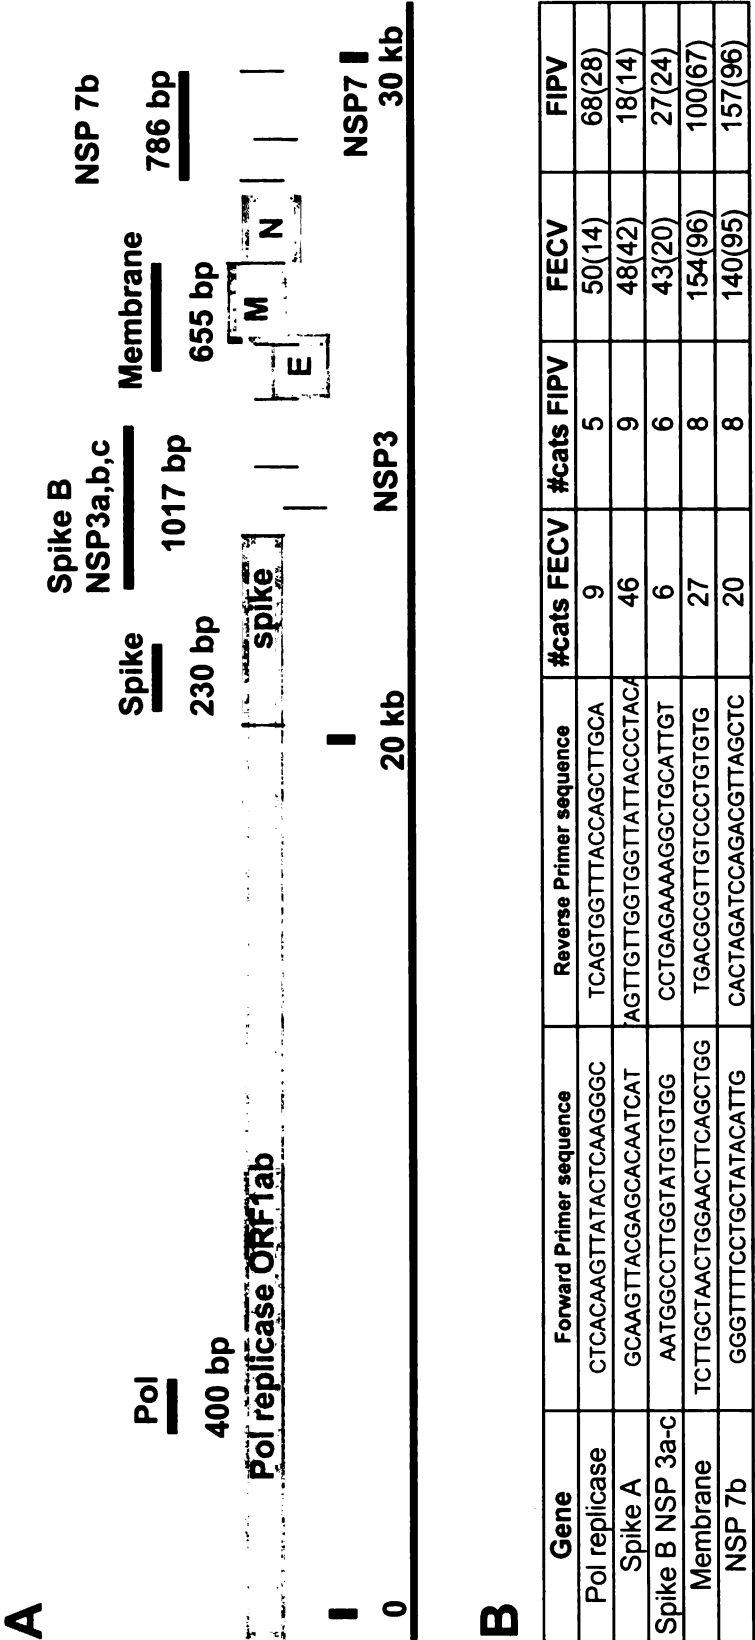 A
Pol
400 bp
Spike
230 bp
Spike B
NSP3a,b,c
1017 bp
Membrane
655 bp
NSP 7b
786 bp
Pol replicase ORF1ab
spike
E
M
N
NSP3
NSP7
0
20 kb
30 kb
B
Gene Forward Primer sequence Reverse Primer sequence #cats FECV #cats FIPV FECV FIPV
Pol replicase CTCACAAGTTATACTCAAGGGC TCAGTGGTTTACCAGCTTGCA 9 5 50(14) 68(28)
Spike A GCAAGTTACGAGCACAATCAT AGTTGTTGGTGGTTATTACCCTACA 46 9 48(42) 18(14)
Spike B NSP 3a-c AATGGCCTTGGTATGTGTGG CCTGAGAAAAGGCTGCATTGT 6 6 43(20) 27(24)
Membrane TCTTGCTAACTGGAACTTCAGCTGG TGACGCGTTGTCCCTGTGTG 27 8 154(96) 100(67)
NSP 7b GGGTTTTCCTGCTATACATTG CACTAGATCCAGACGTTAGCTC 20 8 140(95) 157(96)